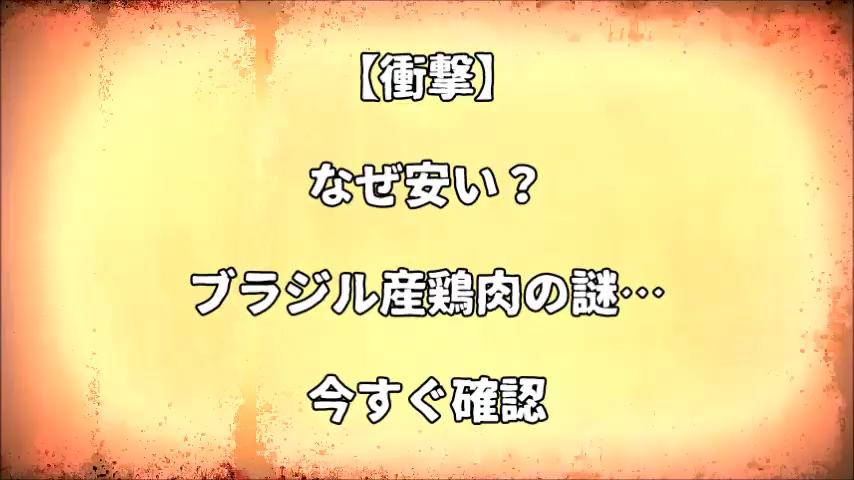 【衝撃】
なぜ安い？
ブラジル産鶏肉の謎…
今すぐ確認